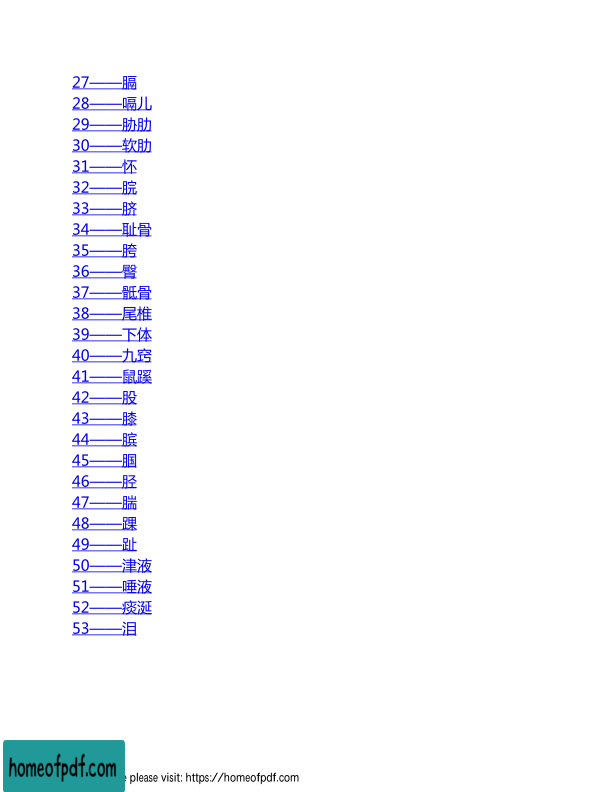 27——膈
28——嗝儿
29——胁肋
30——软肋
31——怀
32——脘
33——脐
34——耻骨
35——胯
36——臀
37——骶骨
38——尾椎
39——下体
40——九窍
41——鼠蹊
42——股
43——膝
44——膑
45——腘
46——胫
47——腨
48——踝
49——趾
50——津液
51——唾液
52——痰涎
53——泪
homeofpdf.com
e please visit: https://homeofpdf.com